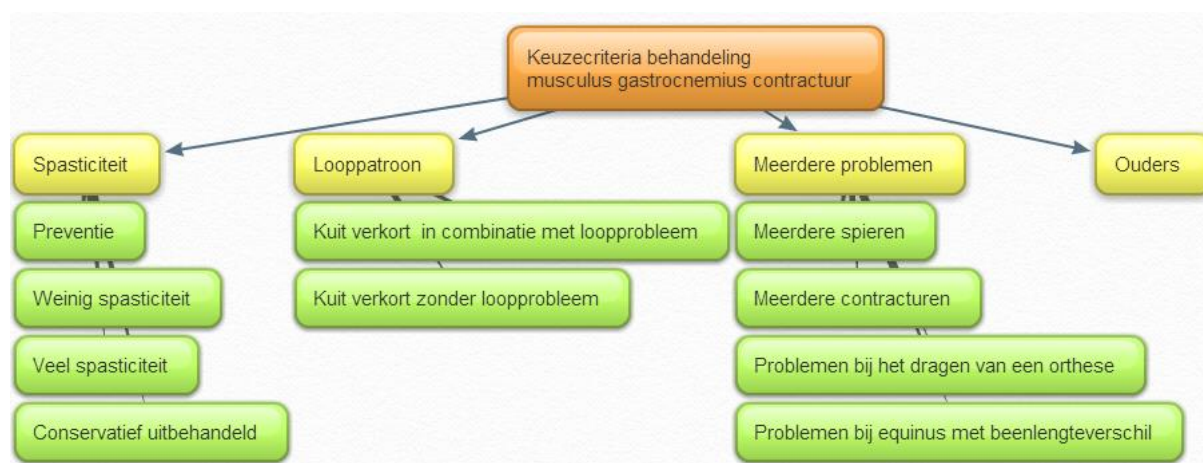 Keuzecriteria behandeling
musculus gastrocnemius contractuur
Spasticiteit
Looppatroon
Meerdere problemen
Ouders
Preventie
Kuit verkort in combinatie met loopprobleem
Meerdere spieren
Weinig spasticiteit
Kuit verkort zonder loopprobleem
Meerdere contracturen
Veel spasticiteit
Problemen bij het dragen van een orthese
Conservatief uitbehandeld
Problemen bij equinus met beenlengteverschil